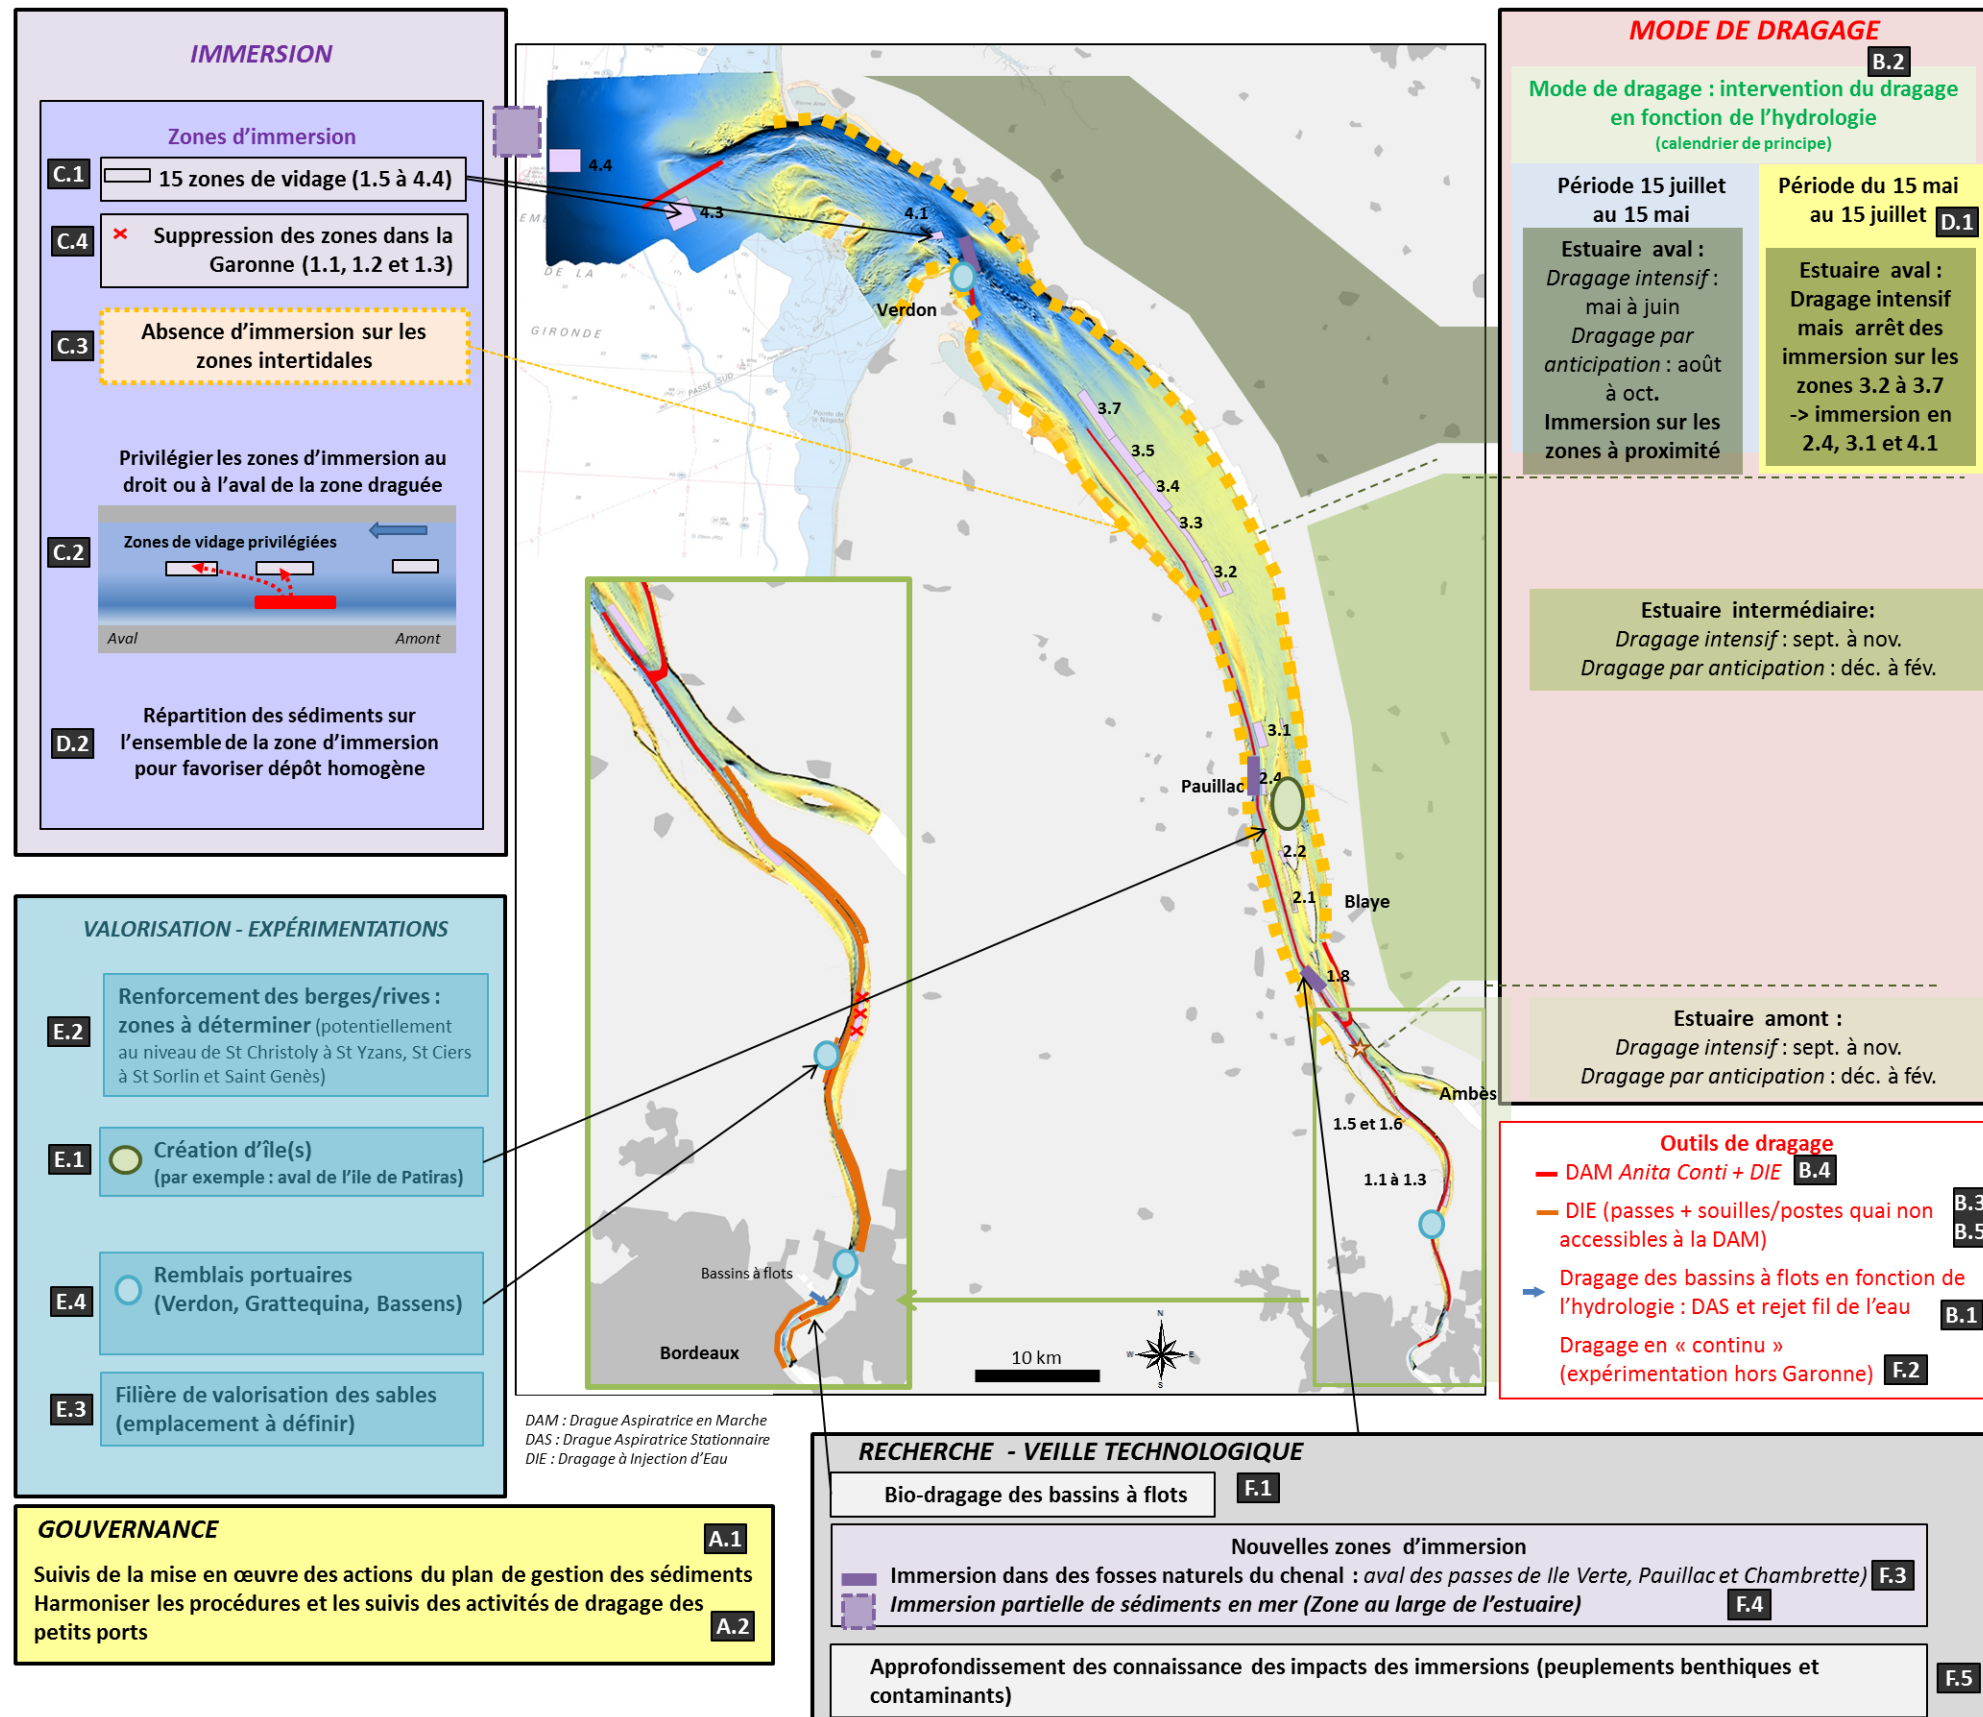 IMMERSION
Zones d'immersion
C.1
15 zones de vidage (1.5 à 4.4)
C.4
Suppression des zones dans la
Garonne (1.1, 1.2 et 1.3)
C.3
Absence d'immersion sur les
zones intertidales
Privilégier les zones d'immersion au
droit ou à l'aval de la zone draguée
C.2
Zones de vidage privilégiées
Aval
Amont
D.2
Répartition des sédiments sur
l'ensemble de la zone d'immersion
pour favoriser dépôt homogène
VALORISATION - EXPÉRIMENTATIONS
E.2
Renforcement des berges/rives :
zones à déterminer (potentiellement
au niveau de St Christoly à St Yzans, St Ciers
à St Sorlin et Saint Genès)
E.1
Création d'île(s)
(par exemple : aval de l'île de Patiras)
E.4
Remblais portuaires
(Verdon, Grattequina, Bassens)
E.3
Filière de valorisation des sables
(emplacement à définir)
GOUVERNANCE
A.1
Suivis de la mise en œuvre des actions du plan de gestion des sédiments
Harmoniser les procédures et les suivis des activités de dragage des
petits ports
A.2
4.4
4.3
4.1
DE LA
GIRONDE
PASSE SUD
Verdon
3.7
3.5
3.4
3.3
3.2
3.1
Pauillac
2.4
2.2
2.1
Blaye
1.8
Ambès
1.5 et 1.6
1.1 à 1.3
Bassins à flots
Bordeaux
10 km
N
W
E
S
DAM : Drague Aspiratrice en Marche
DAS : Drague Aspiratrice Stationnaire
DIE : Dragage à Injection d'Eau
MODE DE DRAGAGE
B.2
Mode de dragage : intervention du dragage
en fonction de l'hydrologie
(calendrier de principe)
Période 15 juillet
au 15 mai
Estuaire aval :
Dragage intensif :
mai à juin
Dragage par
anticipation : août
à oct.
Immersion sur les
zones à proximité
Période du 15 mai
au 15 juillet
D.1
Estuaire aval :
Dragage intensif
mais arrêt des
immersion sur les
zones 3.2 à 3.7
-> immersion en
2.4, 3.1 et 4.1
Estuaire intermédiaire:
Dragage intensif : sept. à nov.
Dragage par anticipation : déc. à fév.
Estuaire amont :
Dragage intensif : sept. à nov.
Dragage par anticipation : déc. à fév.
Outils de dragage
DAM Anita Conti + DIE
B.4
DIE (passes + souilles/postes quai non
accessibles à la DAM)
B.3
B.5
Dragage des bassins à flots en fonction de
l'hydrologie : DAS et rejet fil de l'eau
B.1
Dragage en « continu »
(expérimentation hors Garonne)
F.2
RECHERCHE - VEILLE TECHNOLOGIQUE
Bio-dragage des bassins à flots
F.1
Nouvelles zones d'immersion
Immersion dans des fosses naturels du chenal : aval des passes de Ile Verte, Pauillac et Chambrette)
F.3
Immersion partielle de sédiments en mer (Zone au large de l'estuaire)
F.4
Approfondissement des connaissance des impacts des immersions (peuplements benthiques et
contaminants)
F.5